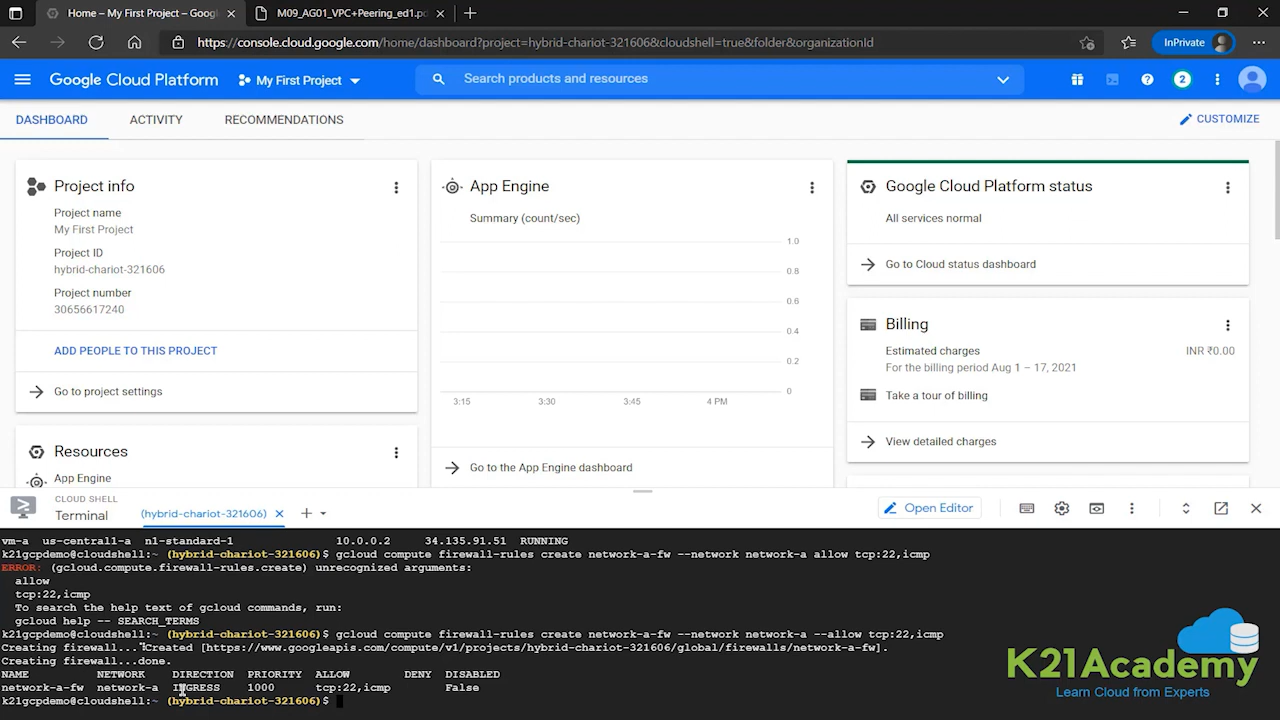 Home – My First Project – Googl
M09_AG01_VPC+Peering_ed1.pd
https://console.cloud.google.com/home/dashboard?project=hybrid-chariot-321606&cloudshell=true&folder&organizationId
InPrivate
Google Cloud Platform
My First Project
Search products and resources
2
DASHBOARD
ACTIVITY
RECOMMENDATIONS
CUSTOMIZE
Project info
Project name
My First Project
Project ID
hybrid-chariot-321606
Project number
30656617240
ADD PEOPLE TO THIS PROJECT
Go to project settings
Resources
App Engine
App Engine
Summary (count/sec)
1.0
0.8
0.6
0.4
0.2
0
3:15 3:30 3:45 4 PM
Go to the App Engine dashboard
Google Cloud Platform status
All services normal
Go to Cloud status dashboard
Billing
Estimated charges INR ₹0.00
For the billing period Aug 1 – 17, 2021
Take a tour of billing
View detailed charges
CLOUD SHELL
Terminal
(hybrid-chariot-321606)
Open Editor
vm-a us-central1-a n1-standard-1 10.0.0.2 34.135.91.51 RUNNING
k21gcpdemo@cloudshell:~ (hybrid-chariot-321606)$ gcloud compute firewall-rules create network-a-fw --network network-a allow tcp:22,icmp
ERROR: (gcloud.compute.firewall-rules.create) unrecognized arguments:
allow
tcp:22,icmp
To search the help text of gcloud commands, run:
gcloud help -- SEARCH_TERMS
k21gcpdemo@cloudshell:~ (hybrid-chariot-321606)$ gcloud compute firewall-rules create network-a-fw --network network-a --allow tcp:22,icmp
Creating firewall...⠹Created [https://www.googleapis.com/compute/v1/projects/hybrid-chariot-321606/global/firewalls/network-a-fw].
Creating firewall...done.
NAME NETWORK DIRECTION PRIORITY ALLOW DENY DISABLED
network-a-fw network-a INGRESS 1000 tcp:22,icmp False
k21gcpdemo@cloudshell:~ (hybrid-chariot-321606)$
K21Academy
Learn Cloud from Experts